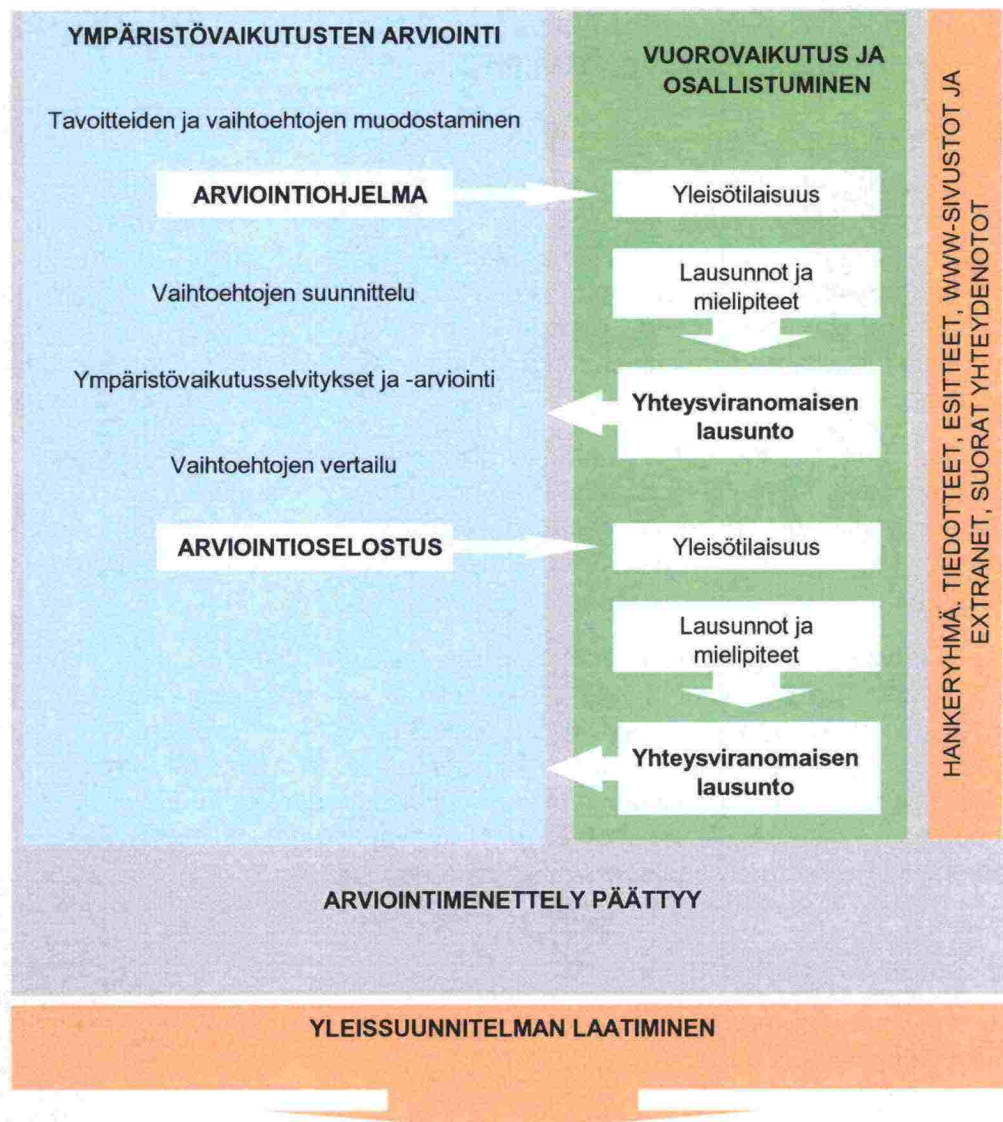 YMPÄRISTÖVAIKUTUSTEN ARVIOINTI
Tavoitteiden ja vaihtoehtojen muodostaminen
ARVIOINTIOHJELMA
Vaihtoehtojen suunnittelu
Ympäristövaikutusselvitykset ja -arviointi
Vaihtoehtojen vertailu
ARVIOINTIOSELOSTUS
VUOROVAIKUTUS JA
OSALLISTUMINEN
Yleisötilaisuus
Lausunnot ja
mielipiteet
Yhteysviranomaisen
lausunto
Yleisötilaisuus
Lausunnot ja
mielipiteet
Yhteysviranomaisen
lausunto
HANKERYHMÄ, TIEDOTTEET, ESITTEET, WWW-SIVUSTOT JA
EXTRANET, SUORAT YHTEYDENOTOT
ARVIOINTIMENETTELY PÄÄTTYY
YLEISSUUNNITELMAN LAATIMINEN